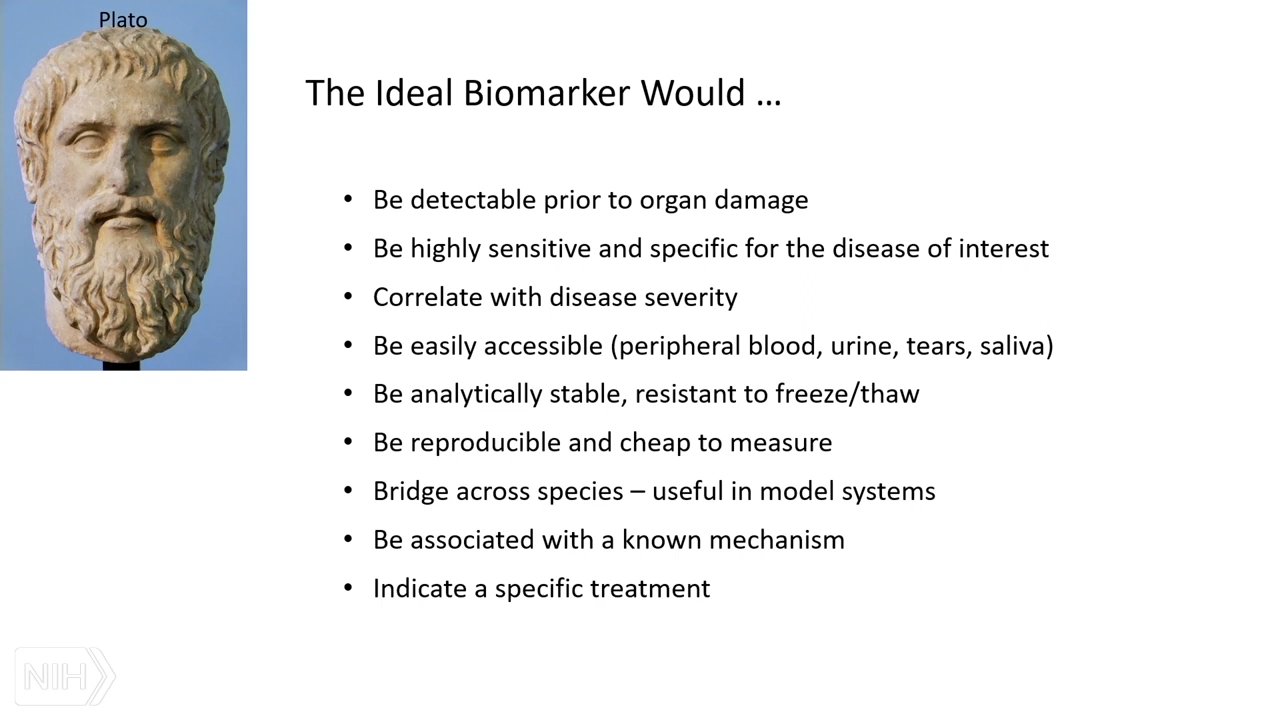 Plato
The Ideal Biomarker Would …
• Be detectable prior to organ damage
• Be highly sensitive and specific for the disease of interest
• Correlate with disease severity
• Be easily accessible (peripheral blood, urine, tears, saliva)
• Be analytically stable, resistant to freeze/thaw
• Be reproducible and cheap to measure
• Bridge across species – useful in model systems
• Be associated with a known mechanism
• Indicate a specific treatment
NIH